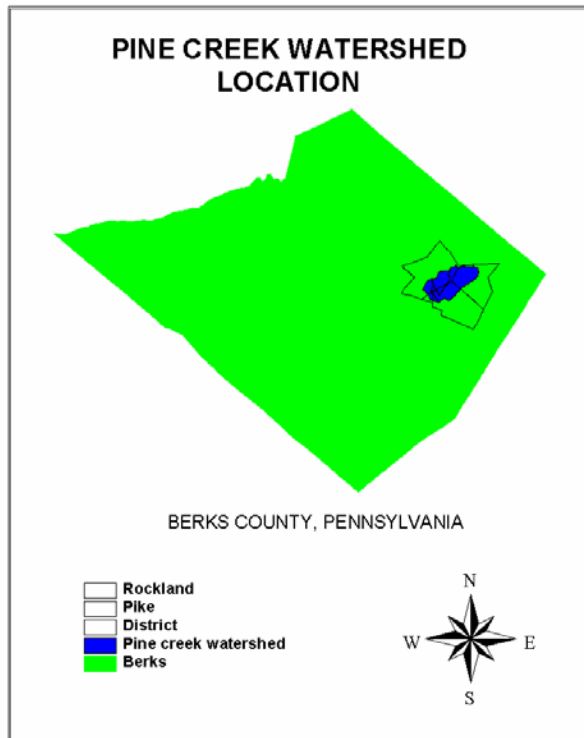 PINE CREEK WATERSHED
LOCATION
BERKS COUNTY, PENNSYLVANIA
Rockland
Pike
District
Pine creek watershed
Berks
N
W
E
S